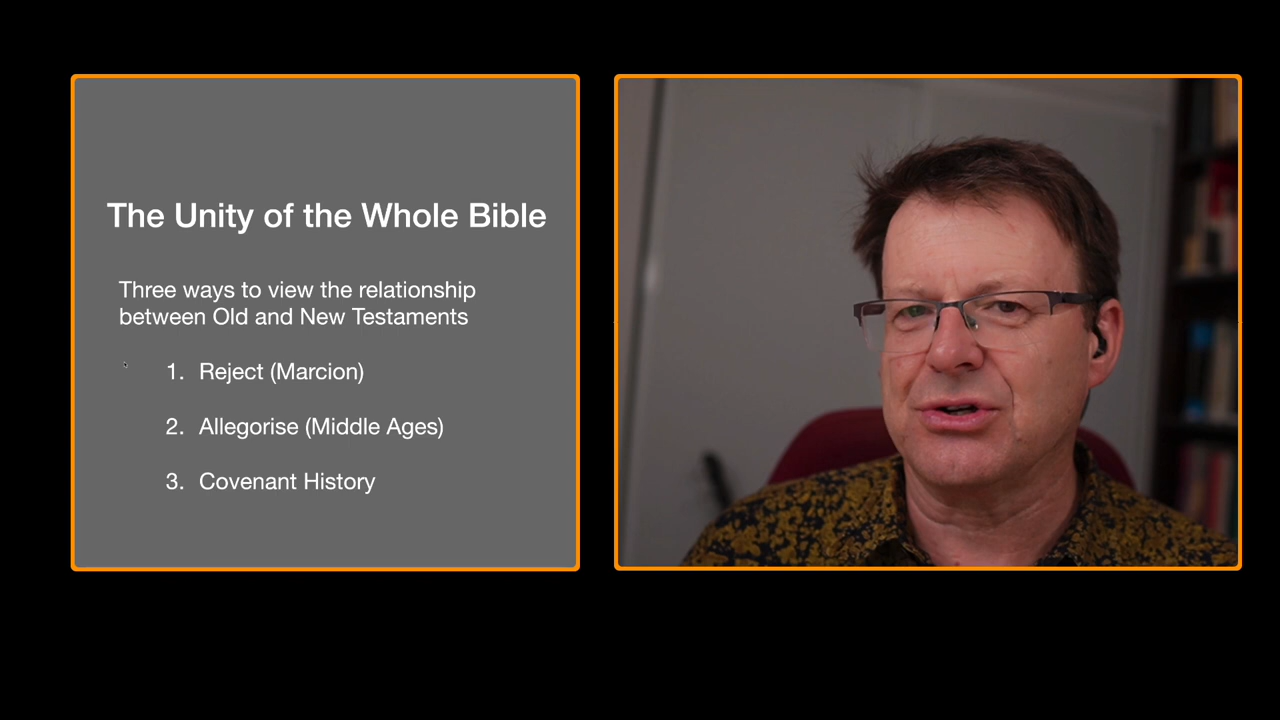 The Unity of the Whole Bible
Three ways to view the relationship
between Old and New Testaments
1. Reject (Marcion)
2. Allegorise (Middle Ages)
3. Covenant History